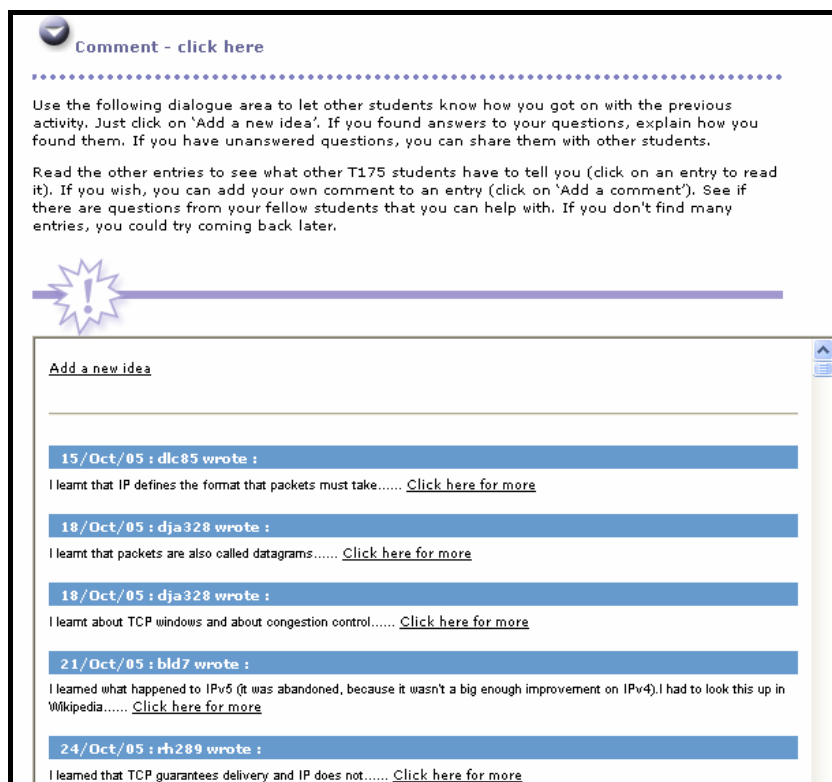 Comment - click here
Use the following dialogue area to let other students know how you got on with the previous
activity. Just click on ‘Add a new idea’. If you found answers to your questions, explain how you
found them. If you have unanswered questions, you can share them with other students.
Read the other entries to see what other T175 students have to tell you (click on an entry to read
it). If you wish, you can add your own comment to an entry (click on ‘Add a comment’). See if
there are questions from your fellow students that you can help with. If you don't find many
entries, you could try coming back later.
!
Add a new idea
15/Oct/05 : dlc85 wrote :
I learnt that IP defines the format that packets must take...... Click here for more
18/Oct/05 : dja328 wrote :
I learnt that packets are also called datagrams...... Click here for more
18/Oct/05 : dja328 wrote :
I learnt about TCP windows and about congestion control...... Click here for more
21/Oct/05 : bld7 wrote :
I learned what happened to IPv5 (it was abandoned, because it wasn't a big enough improvement on IPv4).I had to look this up in
Wikipedia...... Click here for more
24/Oct/05 : rh289 wrote :
I learned that TCP guarantees delivery and IP does not...... Click here for more